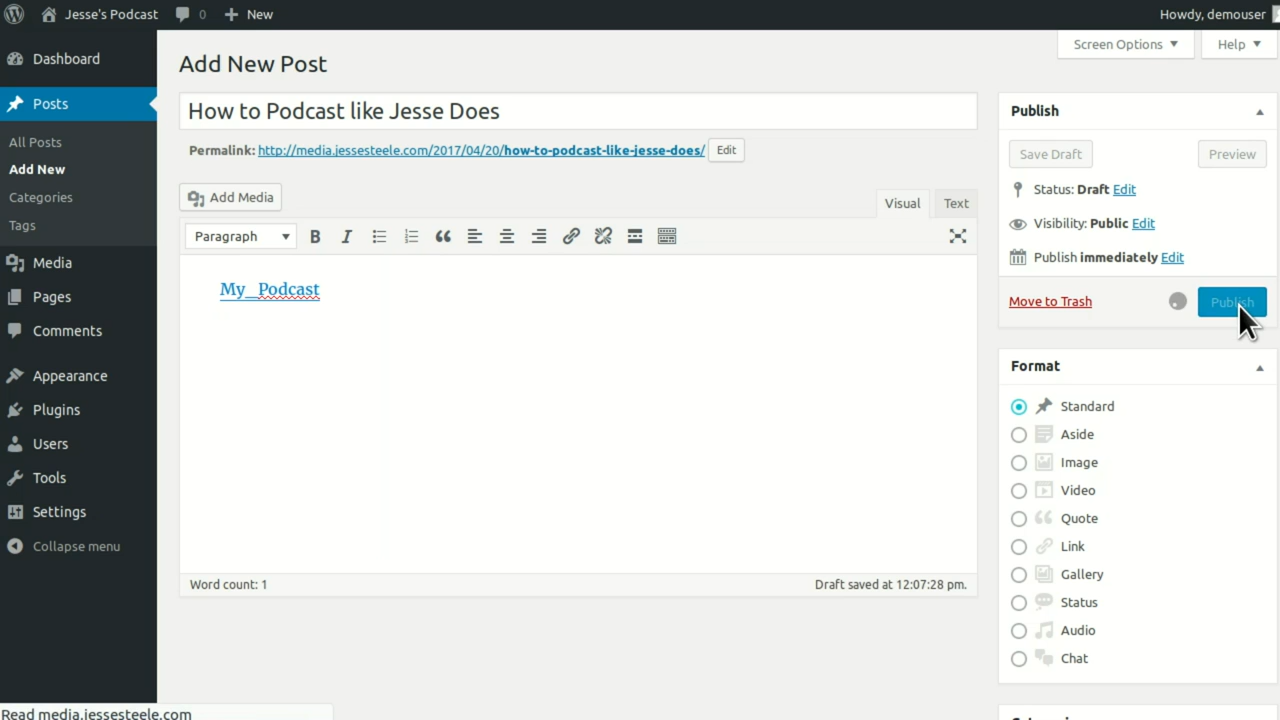 Jesse's Podcast 0 New Howdy, demouser
Screen Options Help
Dashboard
Posts
All Posts
Add New
Categories
Tags
Media
Pages
Comments
Appearance
Plugins
Users
Tools
Settings
Collapse menu
Add New Post
How to Podcast like Jesse Does
Permalink: http://media.jessesteele.com/2017/04/20/how-to-podcast-like-jesse-does/ Edit
Add Media
Visual Text
Paragraph
My_Podcast
Word count: 1 Draft saved at 12:07:28 pm.
Publish
Save Draft Preview
Status: Draft Edit
Visibility: Public Edit
Publish immediately Edit
Move to Trash Publish
Format
Standard
Aside
Image
Video
Quote
Link
Gallery
Status
Audio
Chat
Read media.jessesteele.com